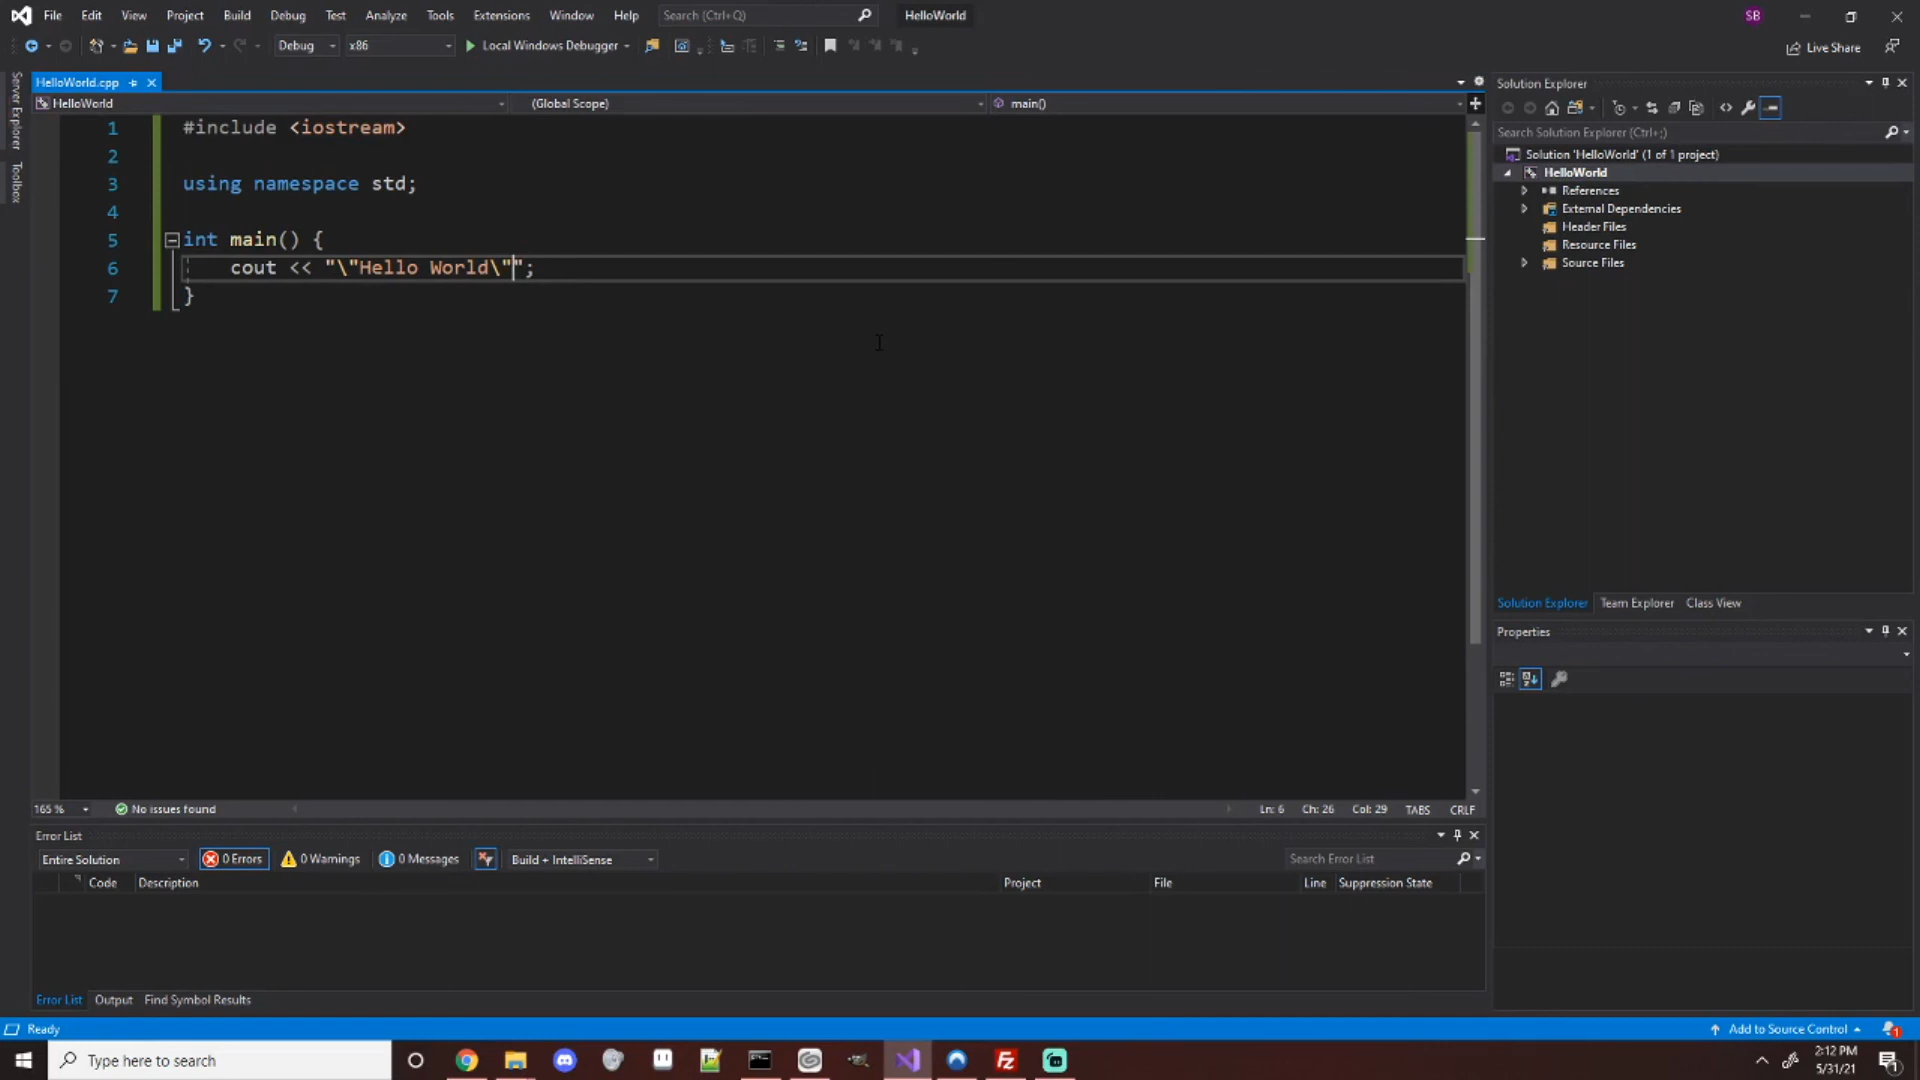 File Edit View Project Build Debug Test Analyze Tools Extensions Window Help Search (Ctrl+Q) HelloWorld SB
Debug x86 Local Windows Debugger Live Share
Server Explorer
Toolbox
HelloWorld.cpp
HelloWorld (Global Scope) main()
1 #include <iostream>
2
3 using namespace std;
4
5 int main() {
6 cout << "\"Hello World\"";
7 }
165 % No issues found Ln: 6 Ch: 26 Col: 29 TABS CRLF
Solution Explorer
Search Solution Explorer (Ctrl+;)
Solution 'HelloWorld' (1 of 1 project)
HelloWorld
References
External Dependencies
Header Files
Resource Files
Source Files
Solution Explorer Team Explorer Class View
Properties
Error List
Entire Solution 0 Errors 0 Warnings 0 Messages Build + IntelliSense Search Error List
Code Description Project File Line Suppression State
Error List Output Find Symbol Results
Ready Add to Source Control 1
Type here to search
2:12 PM
5/31/21
1